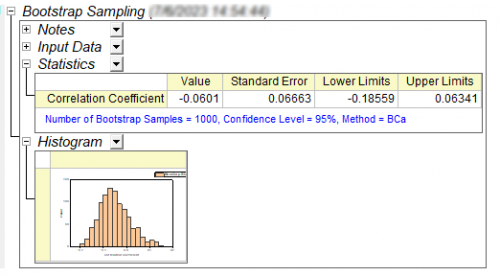 Bootstrap Sampling (7/6/2023 14:54:44)
Notes
Input Data
Statistics
Value Standard Error Lower Limits Upper Limits
Correlation Coefficient -0.0601 0.06663 -0.18559 0.06341
Number of Bootstrap Samples = 1000, Confidence Level = 95%, Method = BCa
Histogram